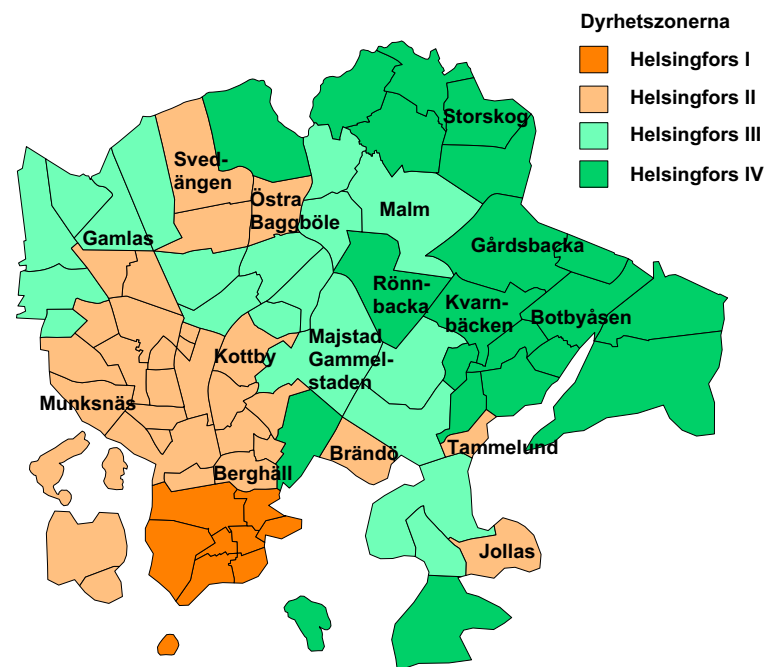 Dyrhetszonerna
Helsingfors I
Helsingfors II
Helsingfors III
Helsingfors IV
Storskog
Sved-
ängen
Östra
Baggböle
Malm
Gamlas
Gårdsbacka
Rönn-
backa
Kvarn-
bäcken
Botbyåsen
Majstad
Gammel-
staden
Kottby
Munksnäs
Berghäll
Brändö
Tammelund
Jollas